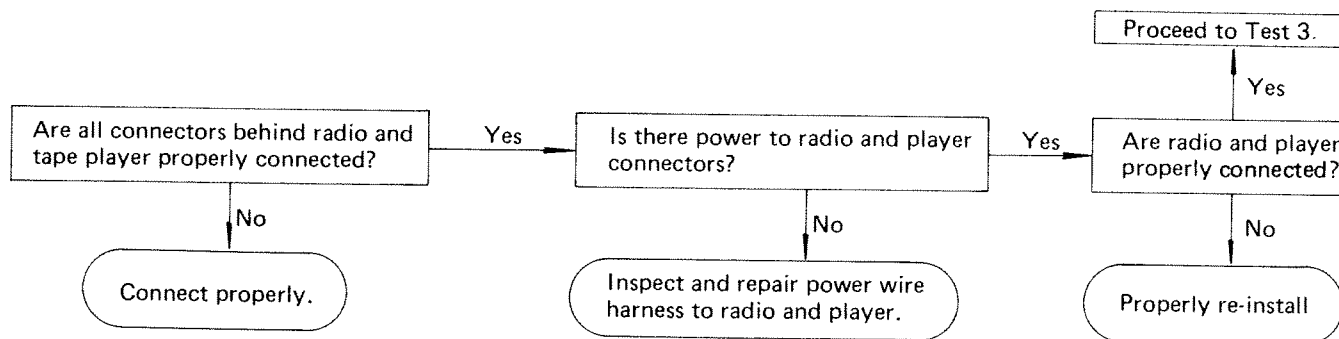 Proceed to Test 3.
Yes
Are all connectors behind radio and
tape player properly connected?
Yes
Is there power to radio and player
connectors?
Yes
Are radio and player
properly connected?
No
No
No
Connect properly.
Inspect and repair power wire
harness to radio and player.
Properly re-install